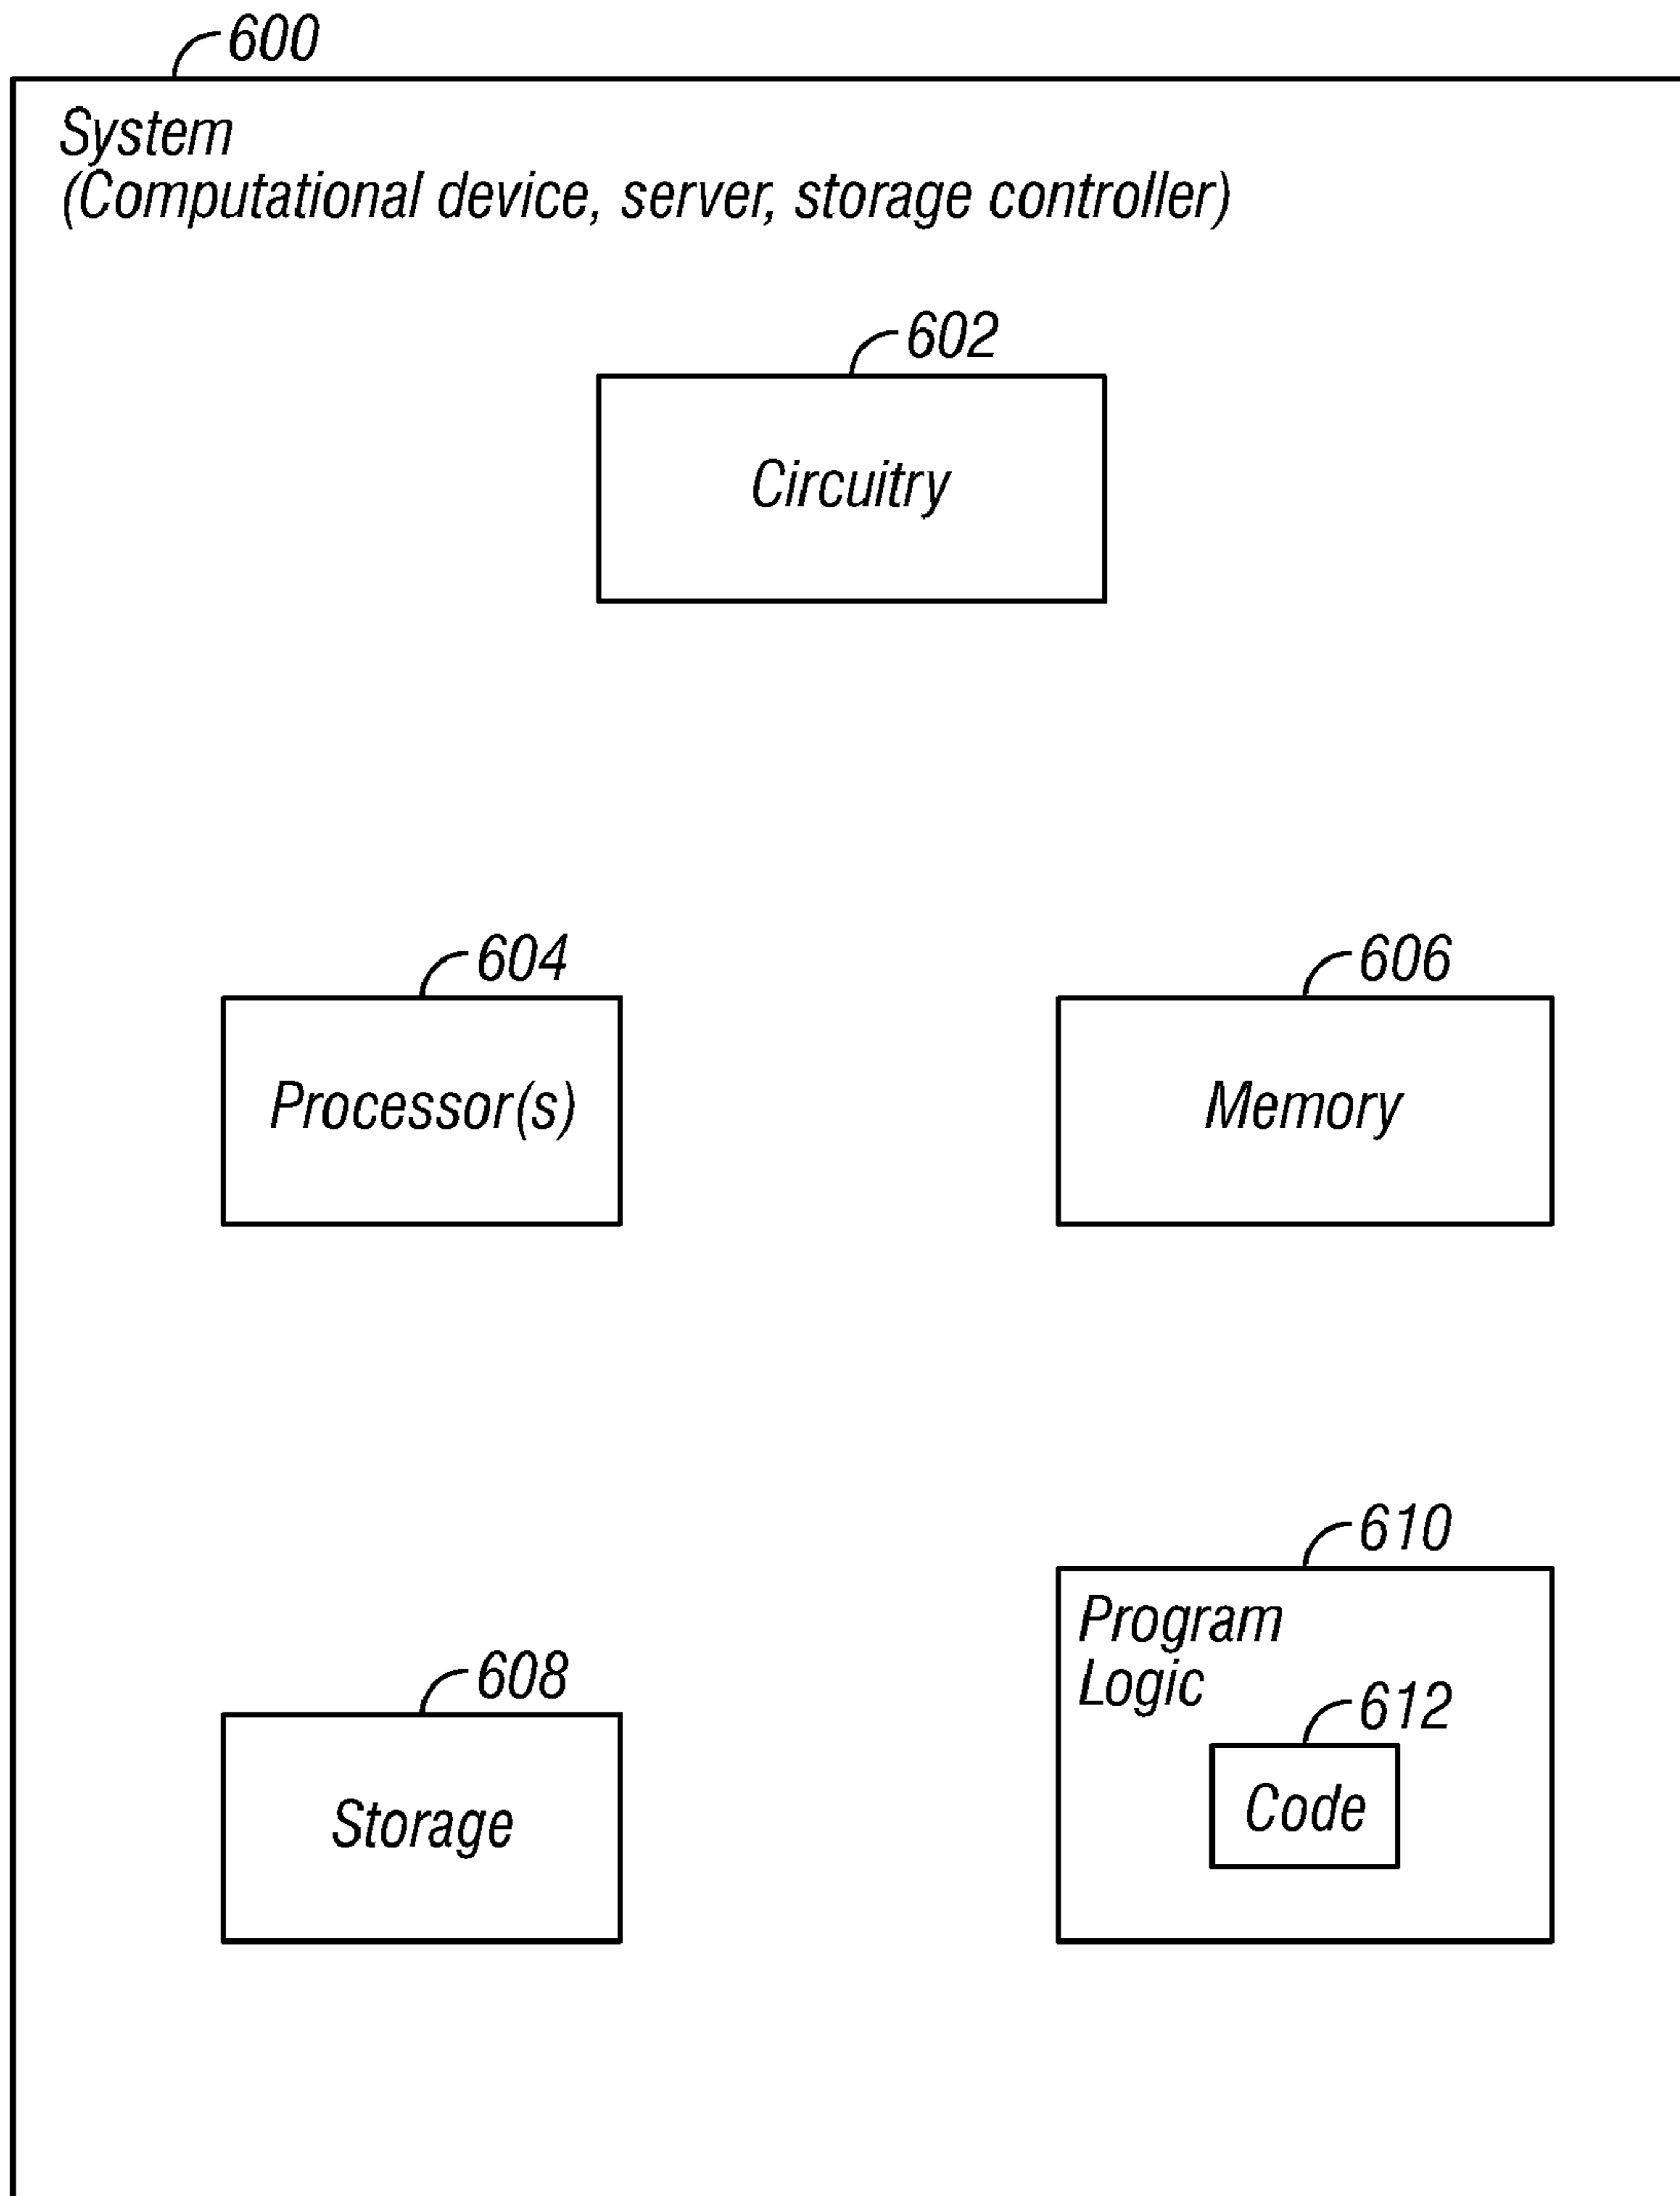 600
System
(Computational device, server, storage controller)
602
Circuitry
604
Processor(s)
606
Memory
608
Storage
610
Program
Logic
612
Code